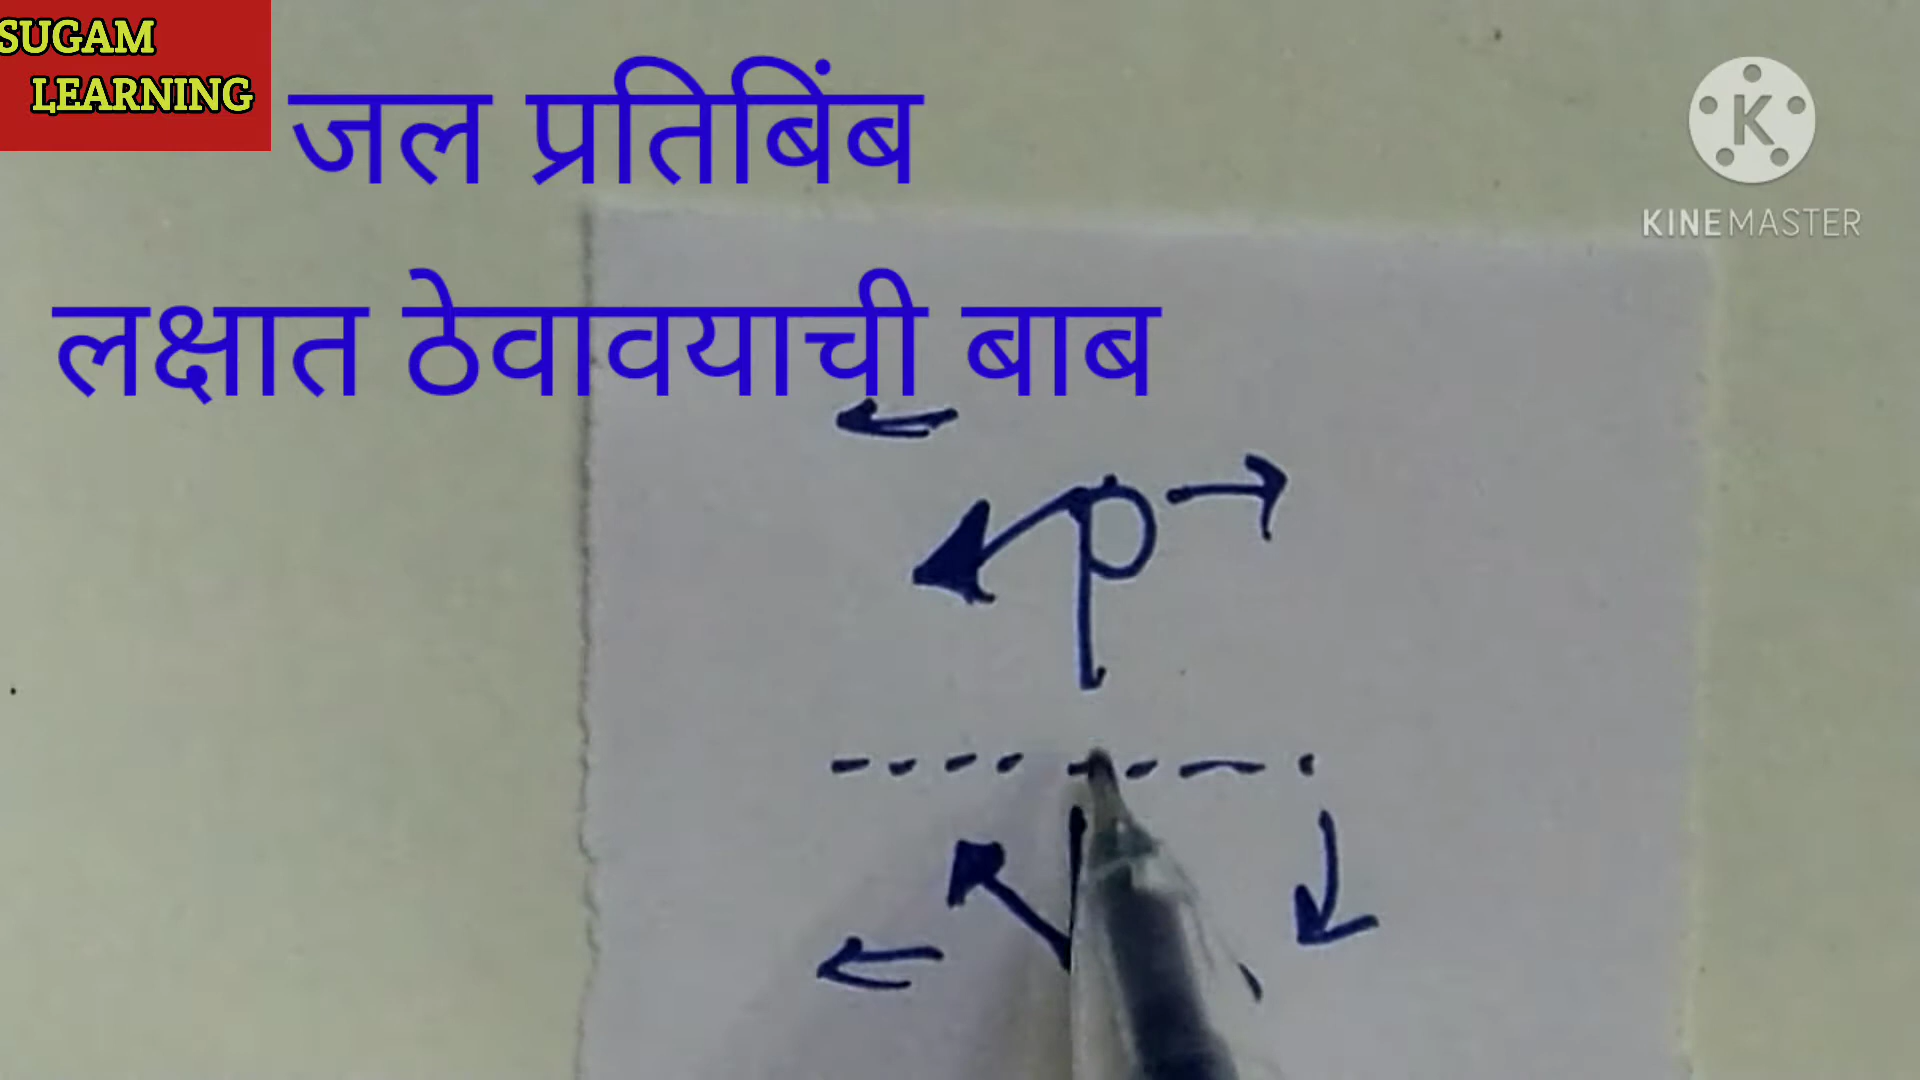 SUGAM
LEARNING
जल प्रतिबिंब
लक्षात ठेवावयाची बाब
K
KINEMASTER
P